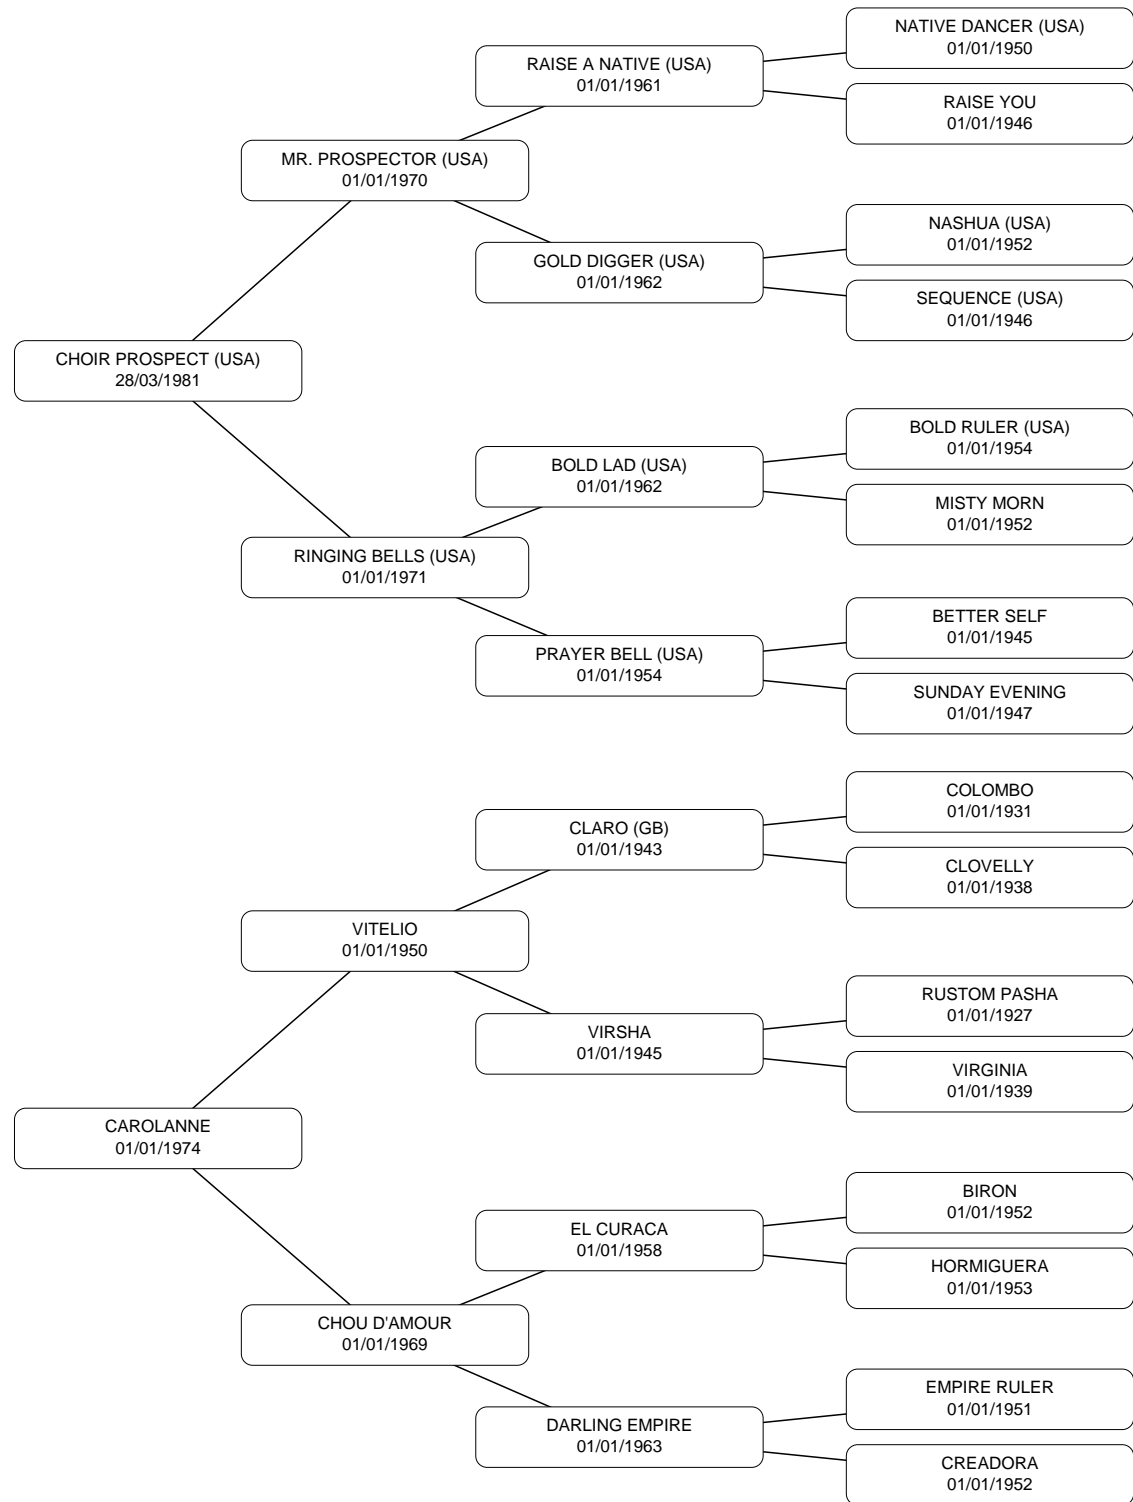 NATIVE DANCER (USA)
01/01/1950
RAISE A NATIVE (USA)
01/01/1961
RAISE YOU
01/01/1946
MR. PROSPECTOR (USA)
01/01/1970
NASHUA (USA)
01/01/1952
GOLD DIGGER (USA)
01/01/1962
SEQUENCE (USA)
01/01/1946
CHOIR PROSPECT (USA)
28/03/1981
BOLD RULER (USA)
01/01/1954
BOLD LAD (USA)
01/01/1962
MISTY MORN
01/01/1952
RINGING BELLS (USA)
01/01/1971
BETTER SELF
01/01/1945
PRAYER BELL (USA)
01/01/1954
SUNDAY EVENING
01/01/1947
COLOMBO
01/01/1931
CLARO (GB)
01/01/1943
CLOVELLY
01/01/1938
VITELIO
01/01/1950
RUSTOM PASHA
01/01/1927
VIRSHA
01/01/1945
VIRGINIA
01/01/1939
CAROLANNE
01/01/1974
BIRON
01/01/1952
EL CURACA
01/01/1958
HORMIGUERA
01/01/1953
CHOU D'AMOUR
01/01/1969
EMPIRE RULER
01/01/1951
DARLING EMPIRE
01/01/1963
CREADORA
01/01/1952